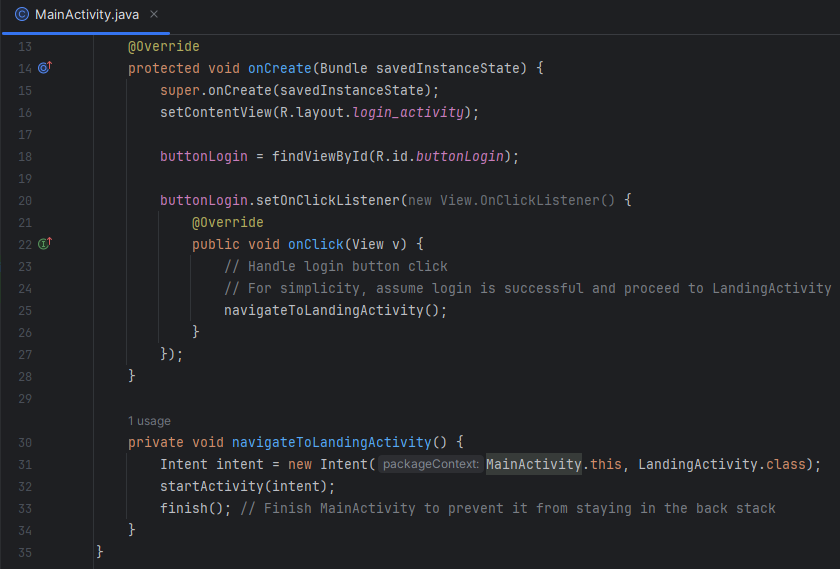 MainActivity.java
13 @Override
14 protected void onCreate(Bundle savedInstanceState) {
15 super.onCreate(savedInstanceState);
16 setContentView(R.layout.login_activity);
17
18 buttonLogin = findViewById(R.id.buttonLogin);
19
20 buttonLogin.setOnClickListener(new View.OnClickListener() {
21 @Override
22 public void onClick(View v) {
23 // Handle login button click
24 // For simplicity, assume login is successful and proceed to LandingActivity
25 navigateToLandingActivity();
26 }
27 });
28 }
29
1 usage
30 private void navigateToLandingActivity() {
31 Intent intent = new Intent( packageContext: MainActivity.this, LandingActivity.class);
32 startActivity(intent);
33 finish(); // Finish MainActivity to prevent it from staying in the back stack
34 }
35 }